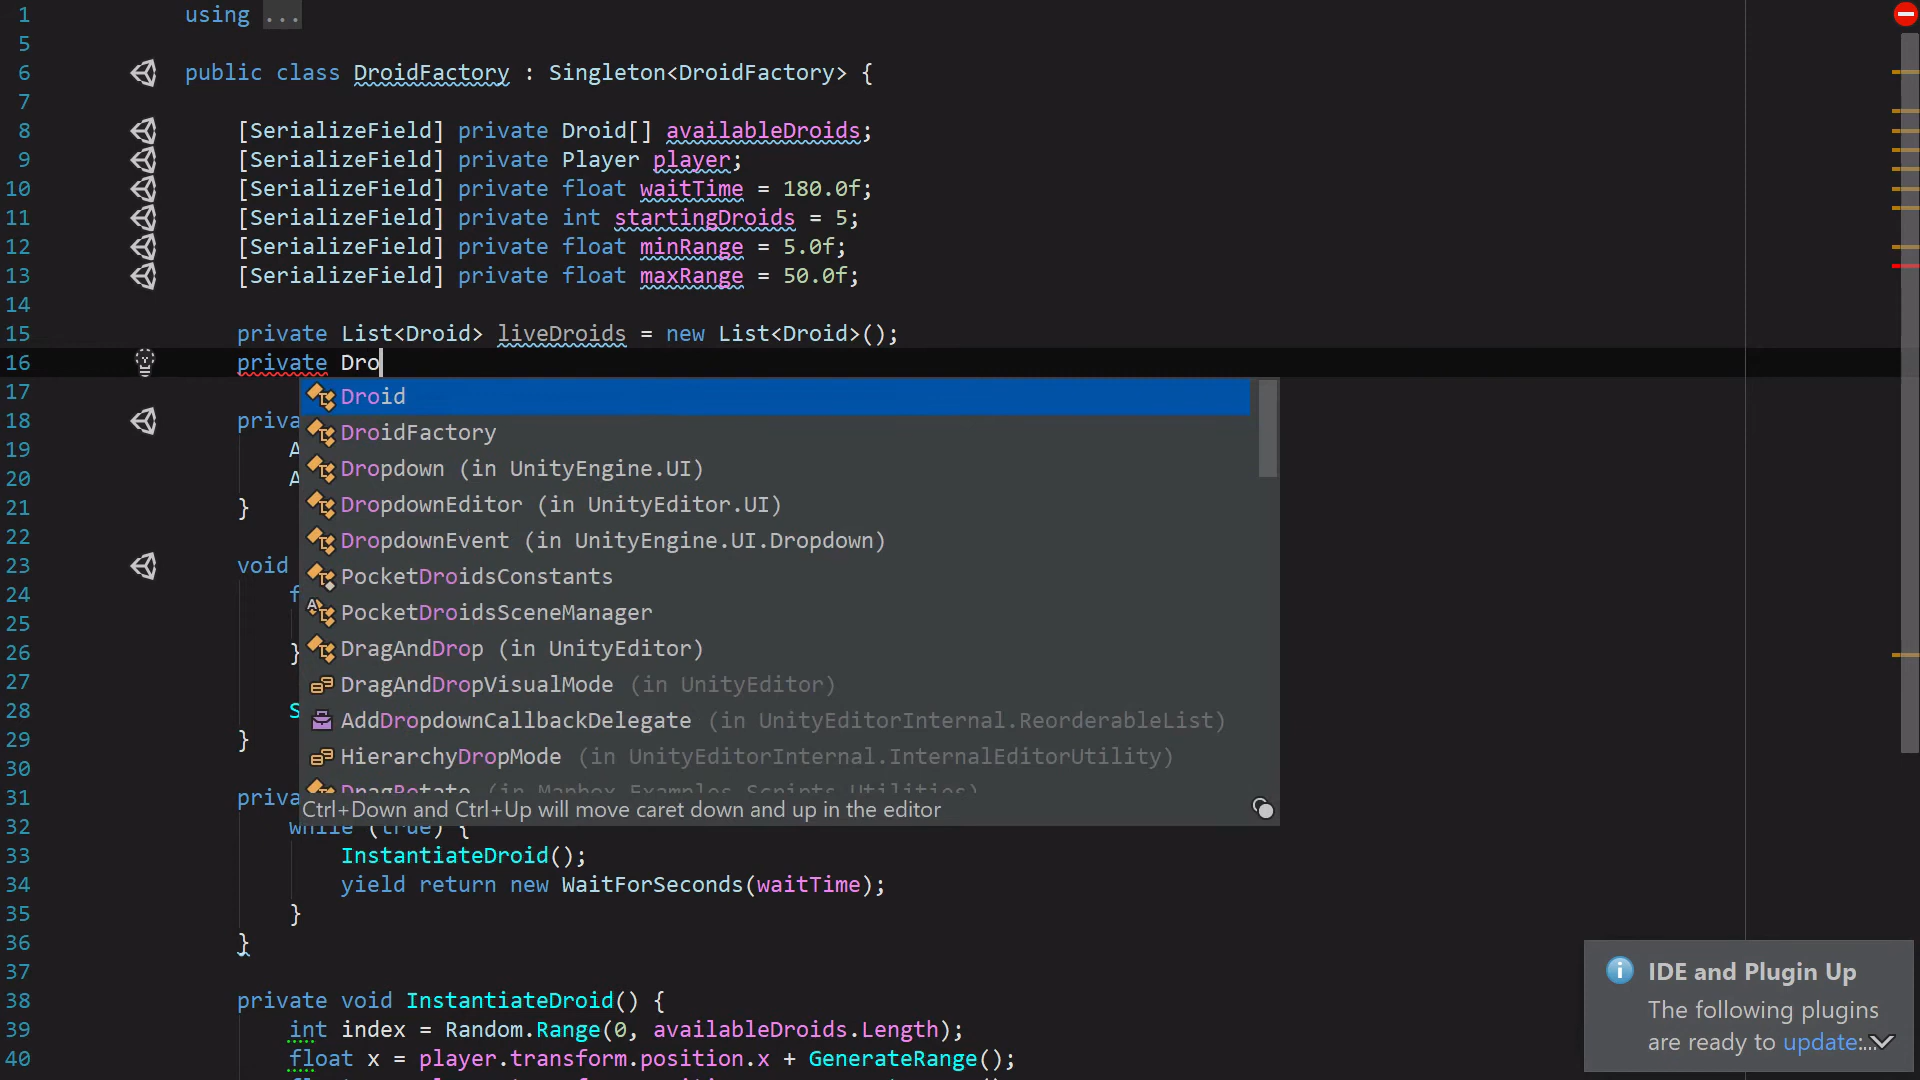 1 using ...
5
6 public class DroidFactory : Singleton<DroidFactory> {
7
8 [SerializeField] private Droid[] availableDroids;
9 [SerializeField] private Player player;
10 [SerializeField] private float waitTime = 180.0f;
11 [SerializeField] private int startingDroids = 5;
12 [SerializeField] private float minRange = 5.0f;
13 [SerializeField] private float maxRange = 50.0f;
14
15 private List<Droid> liveDroids = new List<Droid>();
16 private Dro
17
Droid
18 priva
DroidFactory
19 A
Dropdown (in UnityEngine.UI)
20 A
DropdownEditor (in UnityEditor.UI)
21 }
22
DropdownEvent (in UnityEngine.UI.Dropdown)
23 void
PocketDroidsConstants
24 f
PocketDroidsSceneManager
25
26 }
DragAndDrop (in UnityEditor)
27
DragAndDropVisualMode (in UnityEditor)
28 S
AddDropdownCallbackDelegate (in UnityEditorInternal.ReorderableList)
29 }
HierarchyDropMode (in UnityEditorInternal.InternalEditorUtility)
30
DragRotate (in Mapbox.Examples.Scripts.Utilities)
31 priva
Ctrl+Down and Ctrl+Up will move caret down and up in the editor
32 while (true) {
33 InstantiateDroid();
34 yield return new WaitForSeconds(waitTime);
35 }
36 }
37
38 private void InstantiateDroid() {
39 int index = Random.Range(0, availableDroids.Length);
40 float x = player.transform.position.x + GenerateRange();
IDE and Plugin Up
The following plugins
are ready to update:...